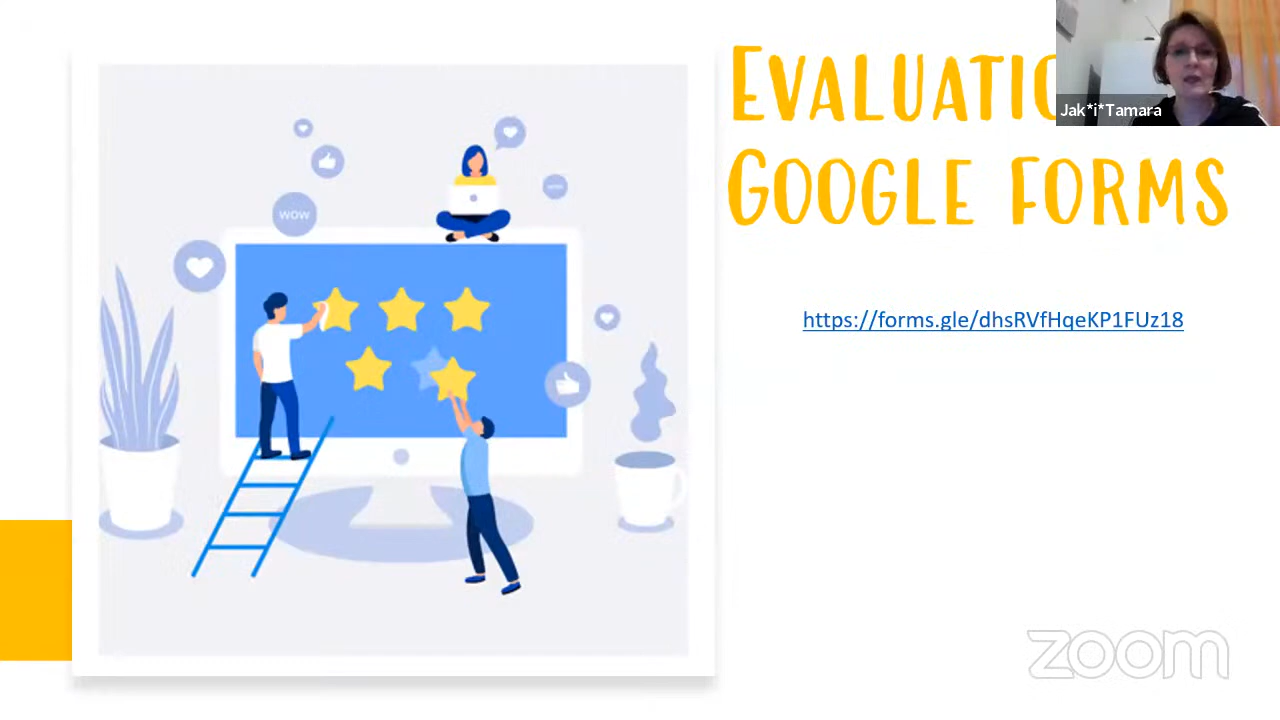 EVALUATIO
GOOGLE FORMS
Jak*i*Tamara
https://forms.gle/dhsRVfHqeKP1FUz18
wow
zoom